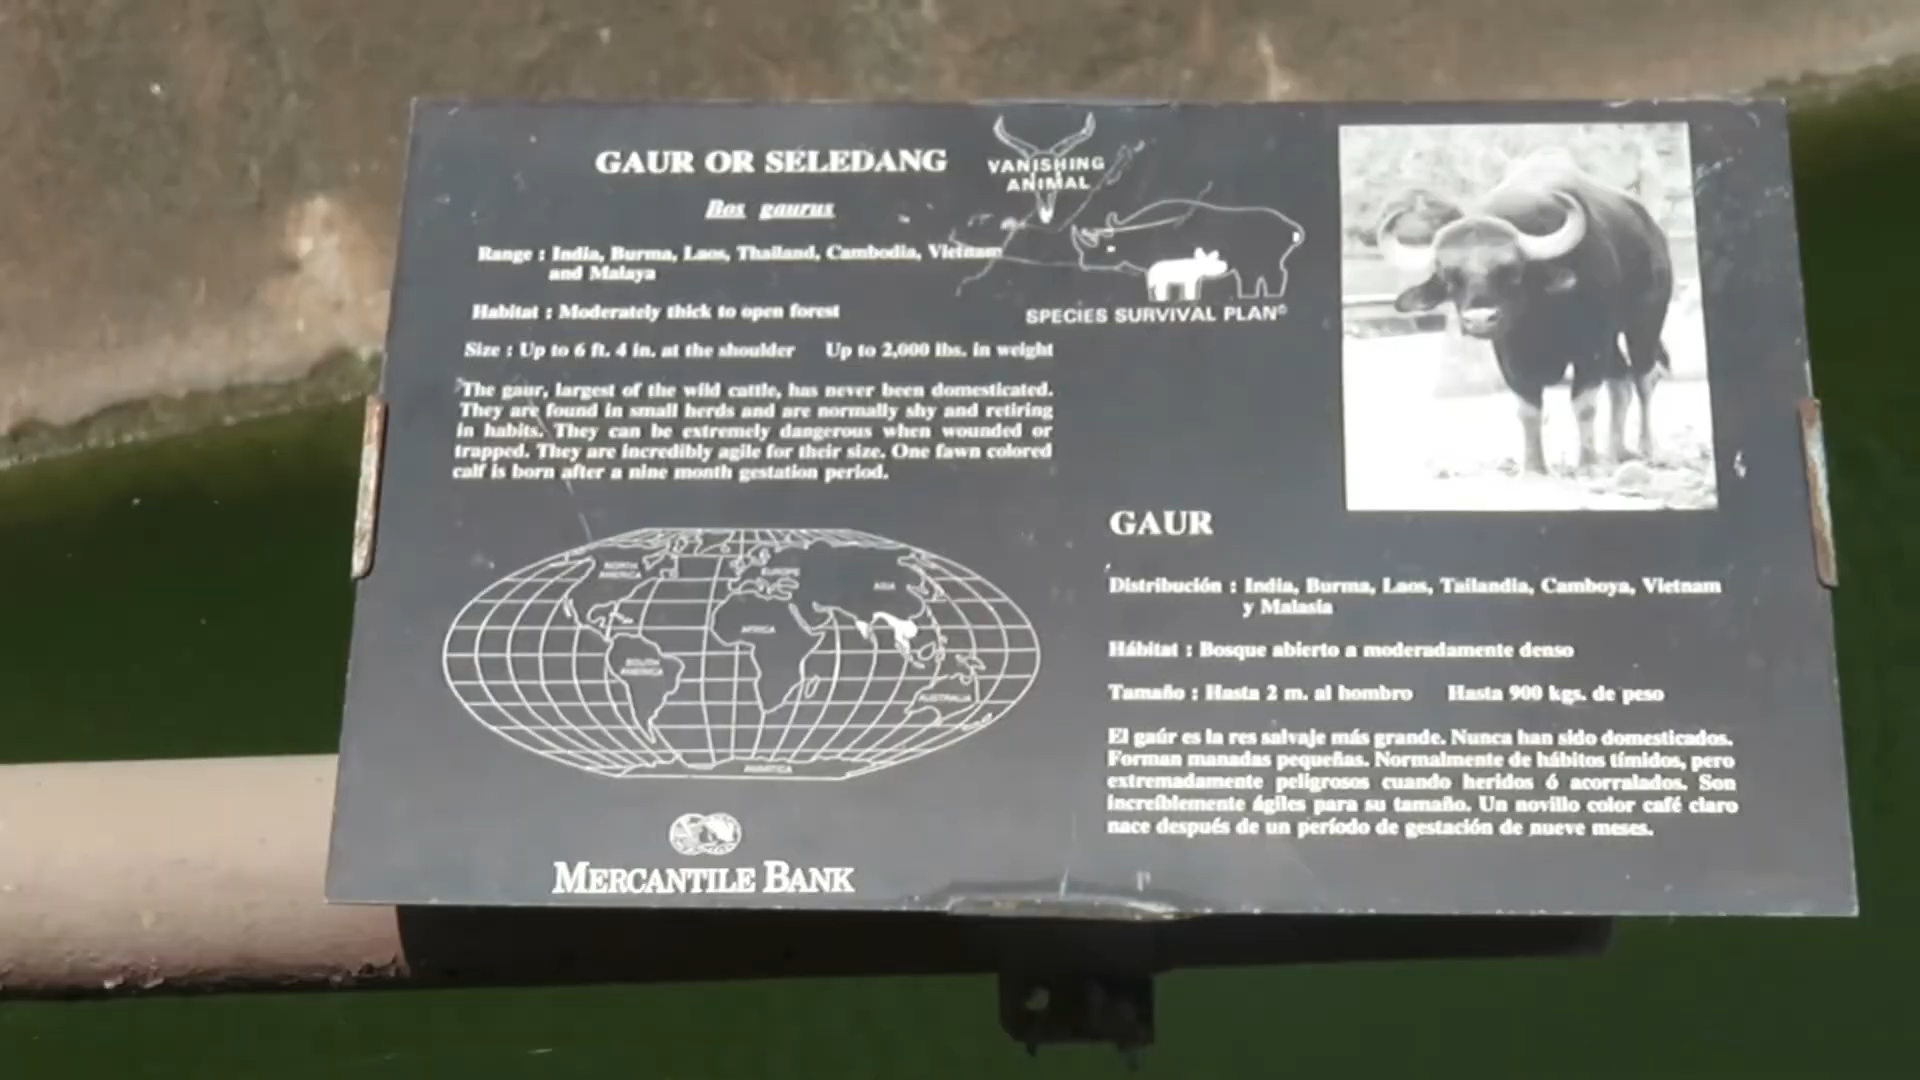 GAUR OR SELEDANG
Bos gaurus
VANISHING
ANIMAL
Range : India, Burma, Laos, Thailand, Cambodia, Vietnam
and Malaya
Habitat : Moderately thick to open forest
SPECIES SURVIVAL PLAN©
Size : Up to 6 ft. 4 in. at the shoulder Up to 2,000 lbs. in weight
The gaur, largest of the wild cattle, has never been domesticated.
They are found in small herds and are normally shy and retiring
in habits. They can be extremely dangerous when wounded or
trapped. They are incredibly agile for their size. One fawn colored
calf is born after a nine month gestation period.
NORTH
AMERICA
EUROPE
ASIA
AFRICA
SOUTH
AMERICA
AUSTRALIA
MERCANTILE BANK
GAUR
Distribución : India, Burma, Laos, Tailandia, Camboya, Vietnam
y Malasia
Hábitat : Bosque abierto a moderadamente denso
Tamaño : Hasta 2 m. al hombro Hasta 900 kgs. de peso
El gaúr es la res salvaje más grande. Nunca han sido domesticados.
Forman manadas pequeñas. Normalmente de hábitos tímidos, pero
extremadamente peligrosos cuando heridos ó acorralados. Son
increíblemente ágiles para su tamaño. Un novillo color café claro
nace después de un período de gestación de nueve meses.